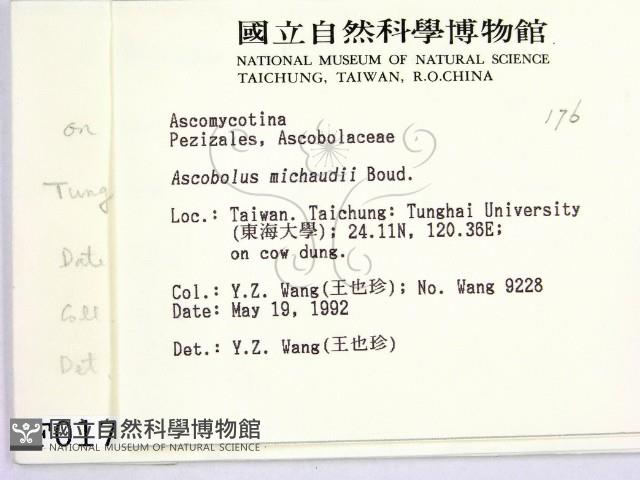 國立自然科學博物館
NATIONAL MUSEUM OF NATURAL SCIENCE
TAICHUNG, TAIWAN, R.O.CHINA
176
Ascomycotina
Pezizales, Ascobolaceae
Ascobolus michaudii Boud.
Loc.: Taiwan. Taichung: Tunghai University
(東海大學); 24.11N, 120.36E;
on cow dung.
Col.: Y.Z. Wang(王也珍); No. Wang 9228
Date: May 19, 1992
Det.: Y.Z. Wang(王也珍)
on
Tung
Date
Coll
Det.
017
國立自然科學博物館
NATIONAL MUSEUM OF NATURAL SCIENCE